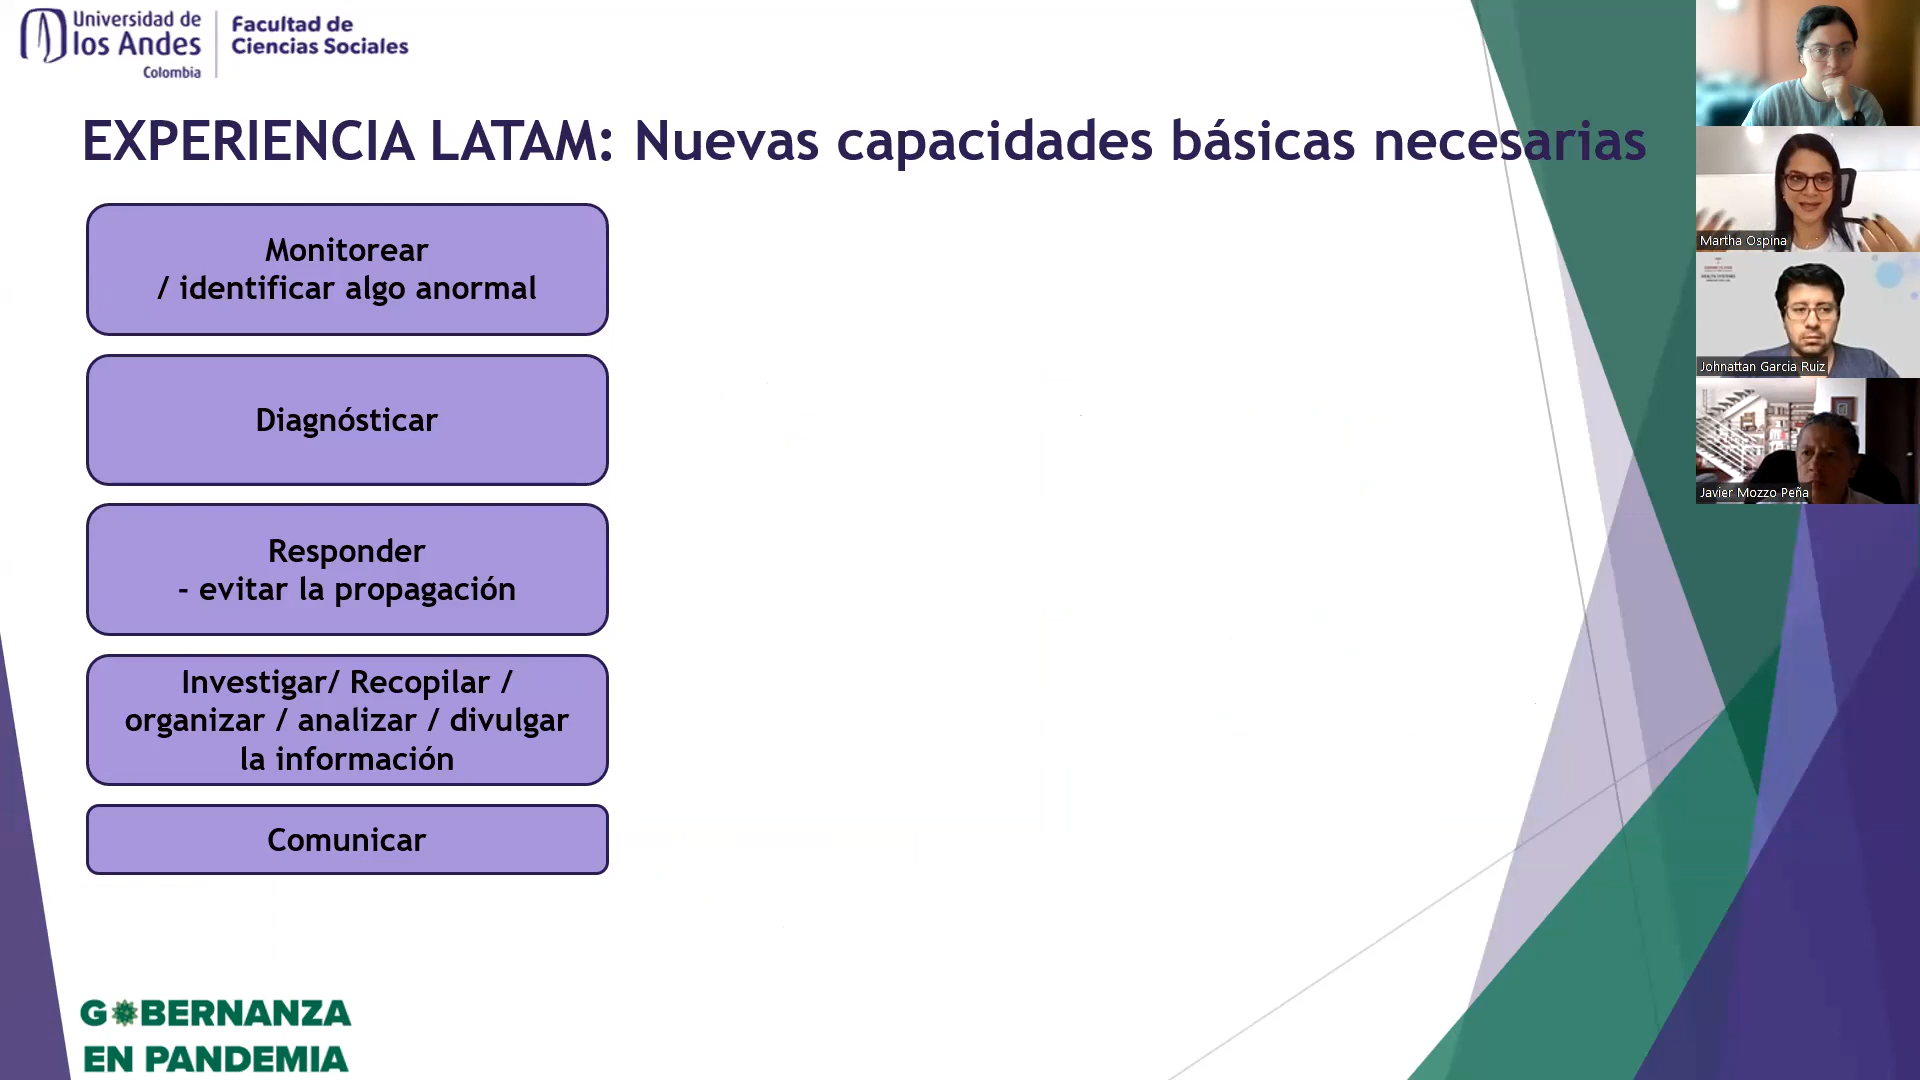 Universidad de
los Andes
Colombia
Facultad de
Ciencias Sociales
EXPERIENCIA LATAM: Nuevas capacidades básicas necesarias
Monitorear
/ identificar algo anormal
Diagnósticar
Responder
- evitar la propagación
Investigar/ Recopilar /
organizar / analizar / divulgar
la información
Comunicar
GOBERNANZA
EN PANDEMIA
Martha Ospina
Johnattan Garcia Ruiz
Javier Mozzo Peña